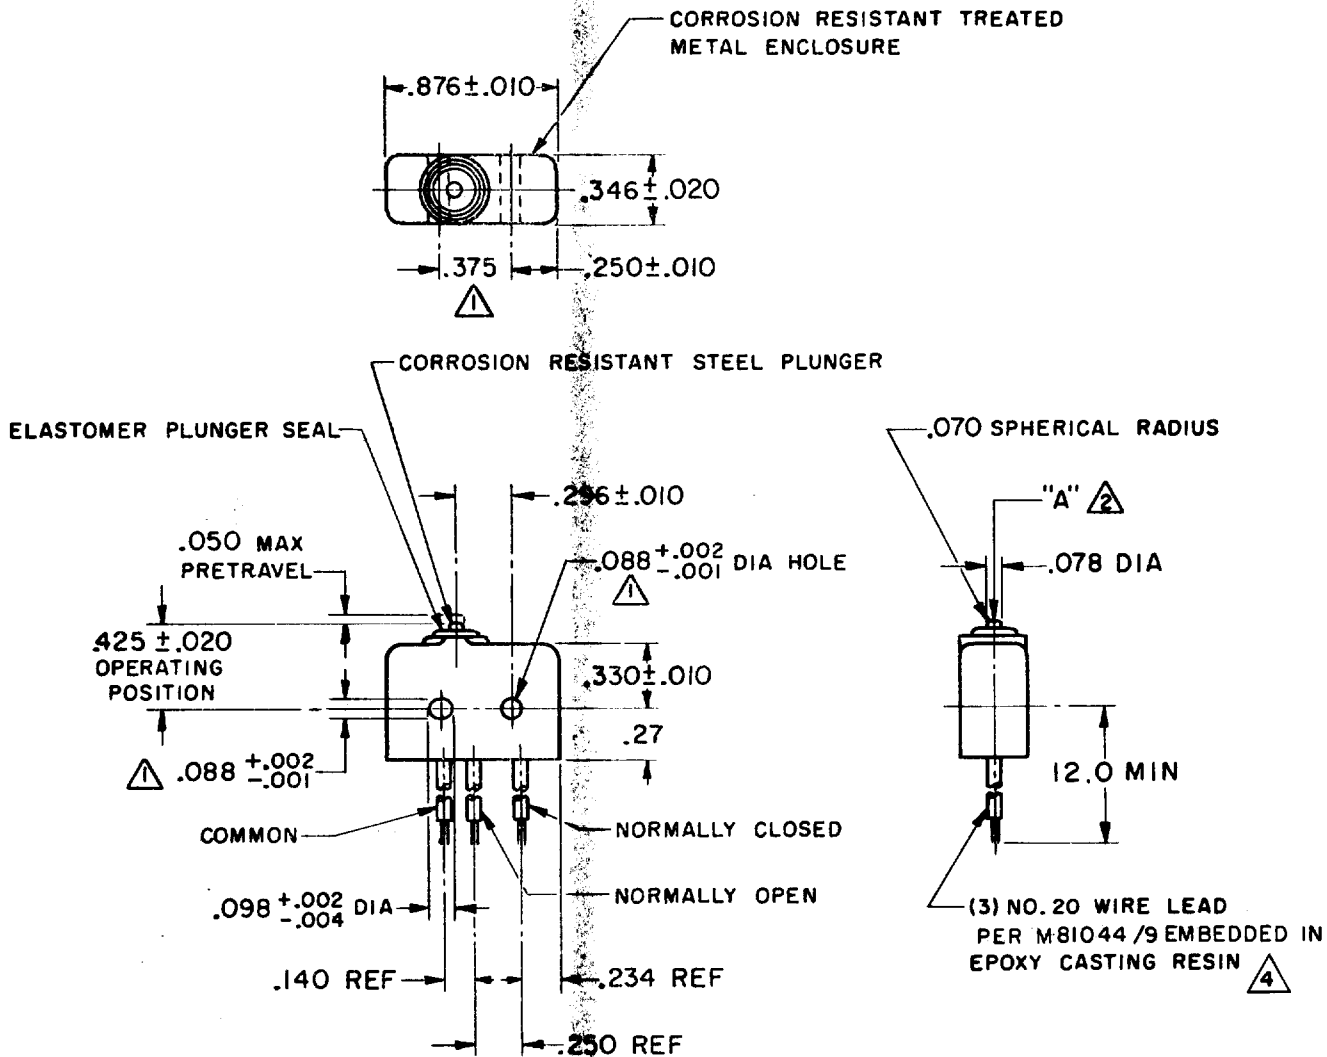 CORROSION RESISTANT TREATED
METAL ENCLOSURE
.876±.010
.346±.020
.375
.250±.010
1
CORROSION RESISTANT STEEL PLUNGER
ELASTOMER PLUNGER SEAL
.070 SPHERICAL RADIUS
.296±.010
"A" 2
.050 MAX
PRETRAVEL
.088 +.002 -.001 DIA HOLE
1
.078 DIA
.425 ±.020
OPERATING
POSITION
.330±.010
.27
1 .088 +.002 -.001
12.0 MIN
COMMON
NORMALLY CLOSED
NORMALLY OPEN
.098 +.002 -.004 DIA
(3) NO. 20 WIRE LEAD
PER M81044/9 EMBEDDED IN
EPOXY CASTING RESIN 4
.140 REF
.234 REF
.250 REF